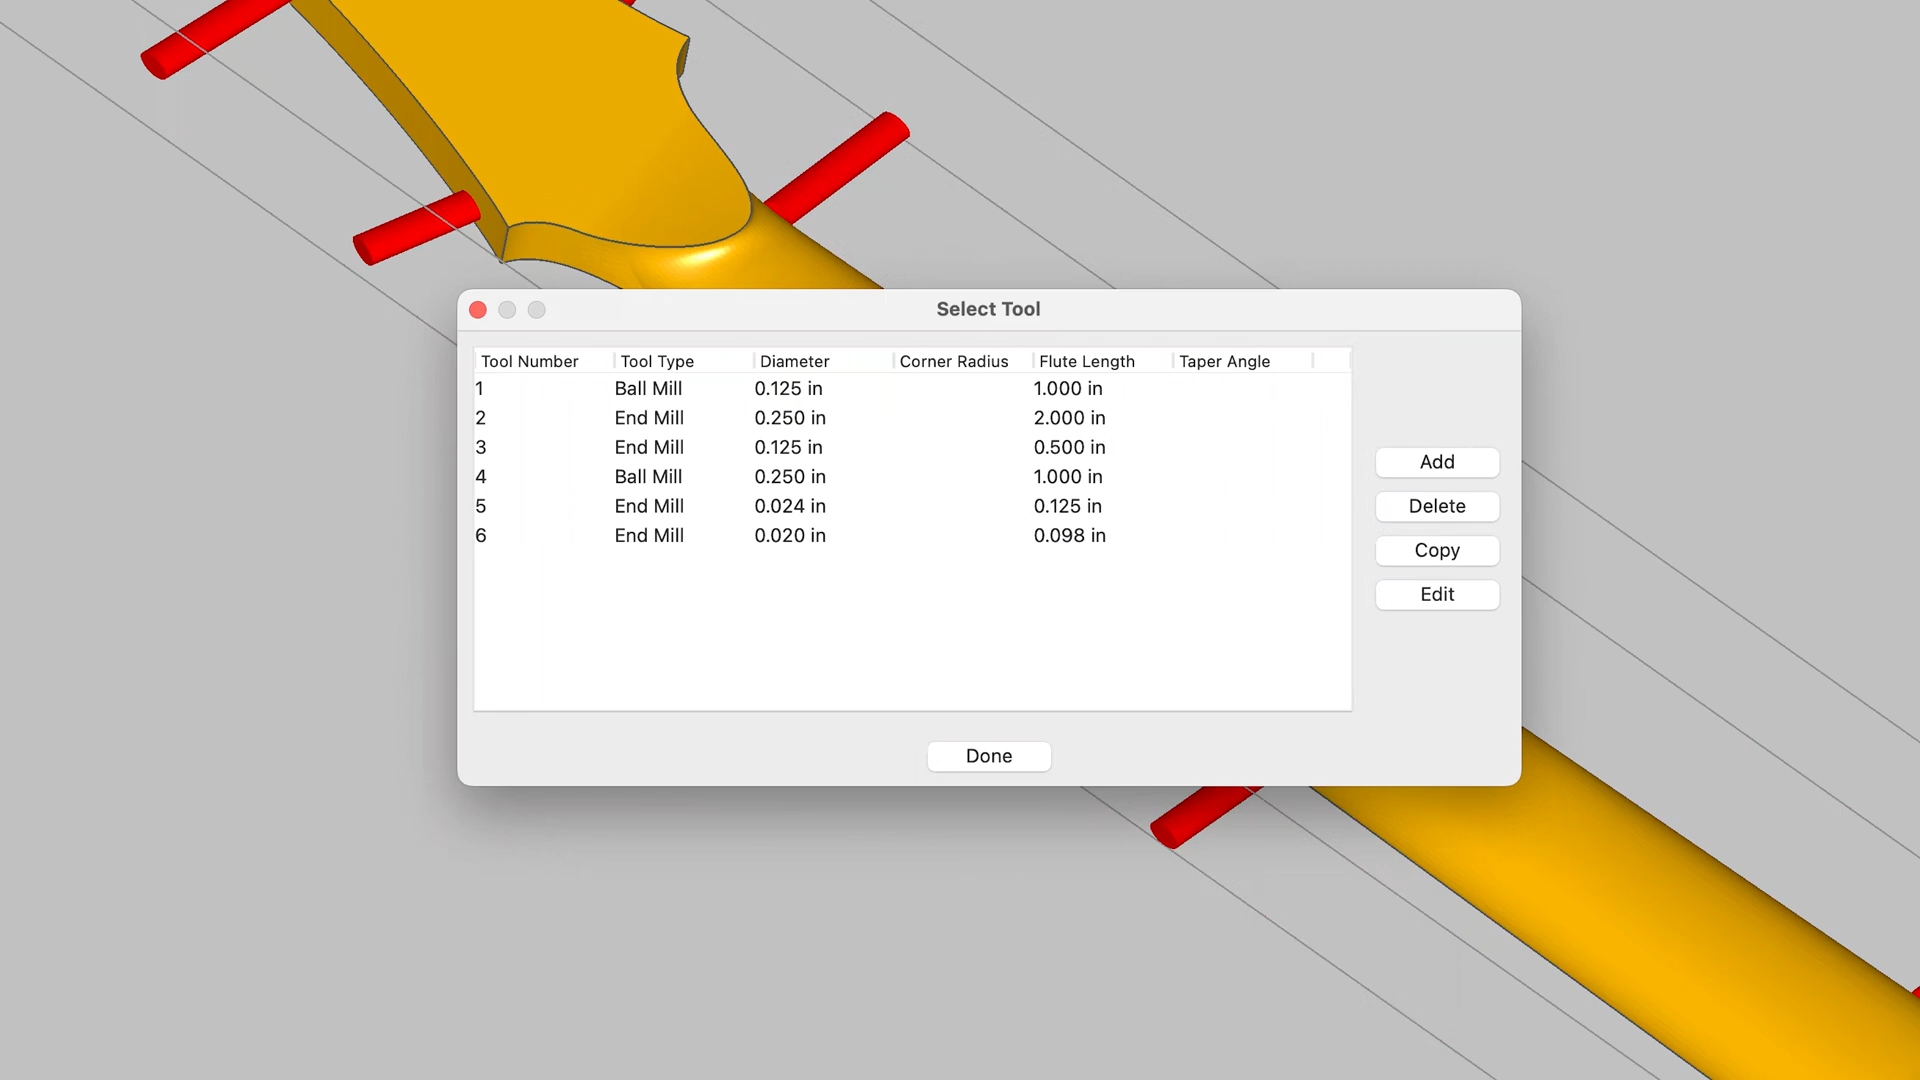 Select Tool
Tool Number Tool Type Diameter Corner Radius Flute Length Taper Angle
1 Ball Mill 0.125 in 1.000 in
2 End Mill 0.250 in 2.000 in
3 End Mill 0.125 in 0.500 in
4 Ball Mill 0.250 in 1.000 in
5 End Mill 0.024 in 0.125 in
6 End Mill 0.020 in 0.098 in
Add
Delete
Copy
Edit
Done